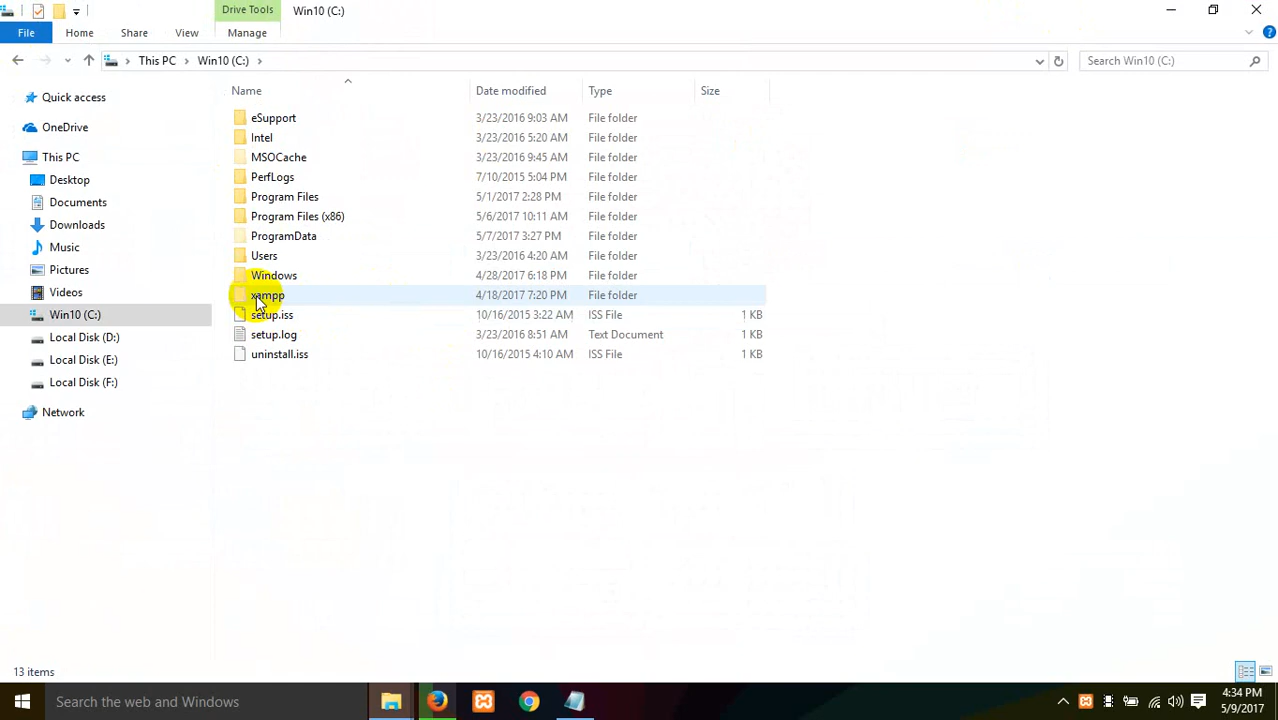 Drive Tools Win10 (C:)
File Home Share View Manage
This PC Win10 (C:) Search Win10 (C:)
Name Date modified Type Size
Quick access
OneDrive
This PC
Desktop
Documents
Downloads
Music
Pictures
Videos
Win10 (C:)
Local Disk (D:)
Local Disk (E:)
Local Disk (F:)
Network
eSupport 3/23/2016 9:03 AM File folder
Intel 3/23/2016 5:20 AM File folder
MSOCache 3/23/2016 9:45 AM File folder
PerfLogs 7/10/2015 5:04 PM File folder
Program Files 5/1/2017 2:28 PM File folder
Program Files (x86) 5/6/2017 10:11 AM File folder
ProgramData 5/7/2017 3:27 PM File folder
Users 3/23/2016 4:20 AM File folder
Windows 4/28/2017 6:18 PM File folder
xampp 4/18/2017 7:20 PM File folder
setup.iss 10/16/2015 3:22 AM ISS File 1 KB
setup.log 3/23/2016 8:51 AM Text Document 1 KB
uninstall.iss 10/16/2015 4:10 AM ISS File 1 KB
13 items
Search the web and Windows
4:34 PM
5/9/2017